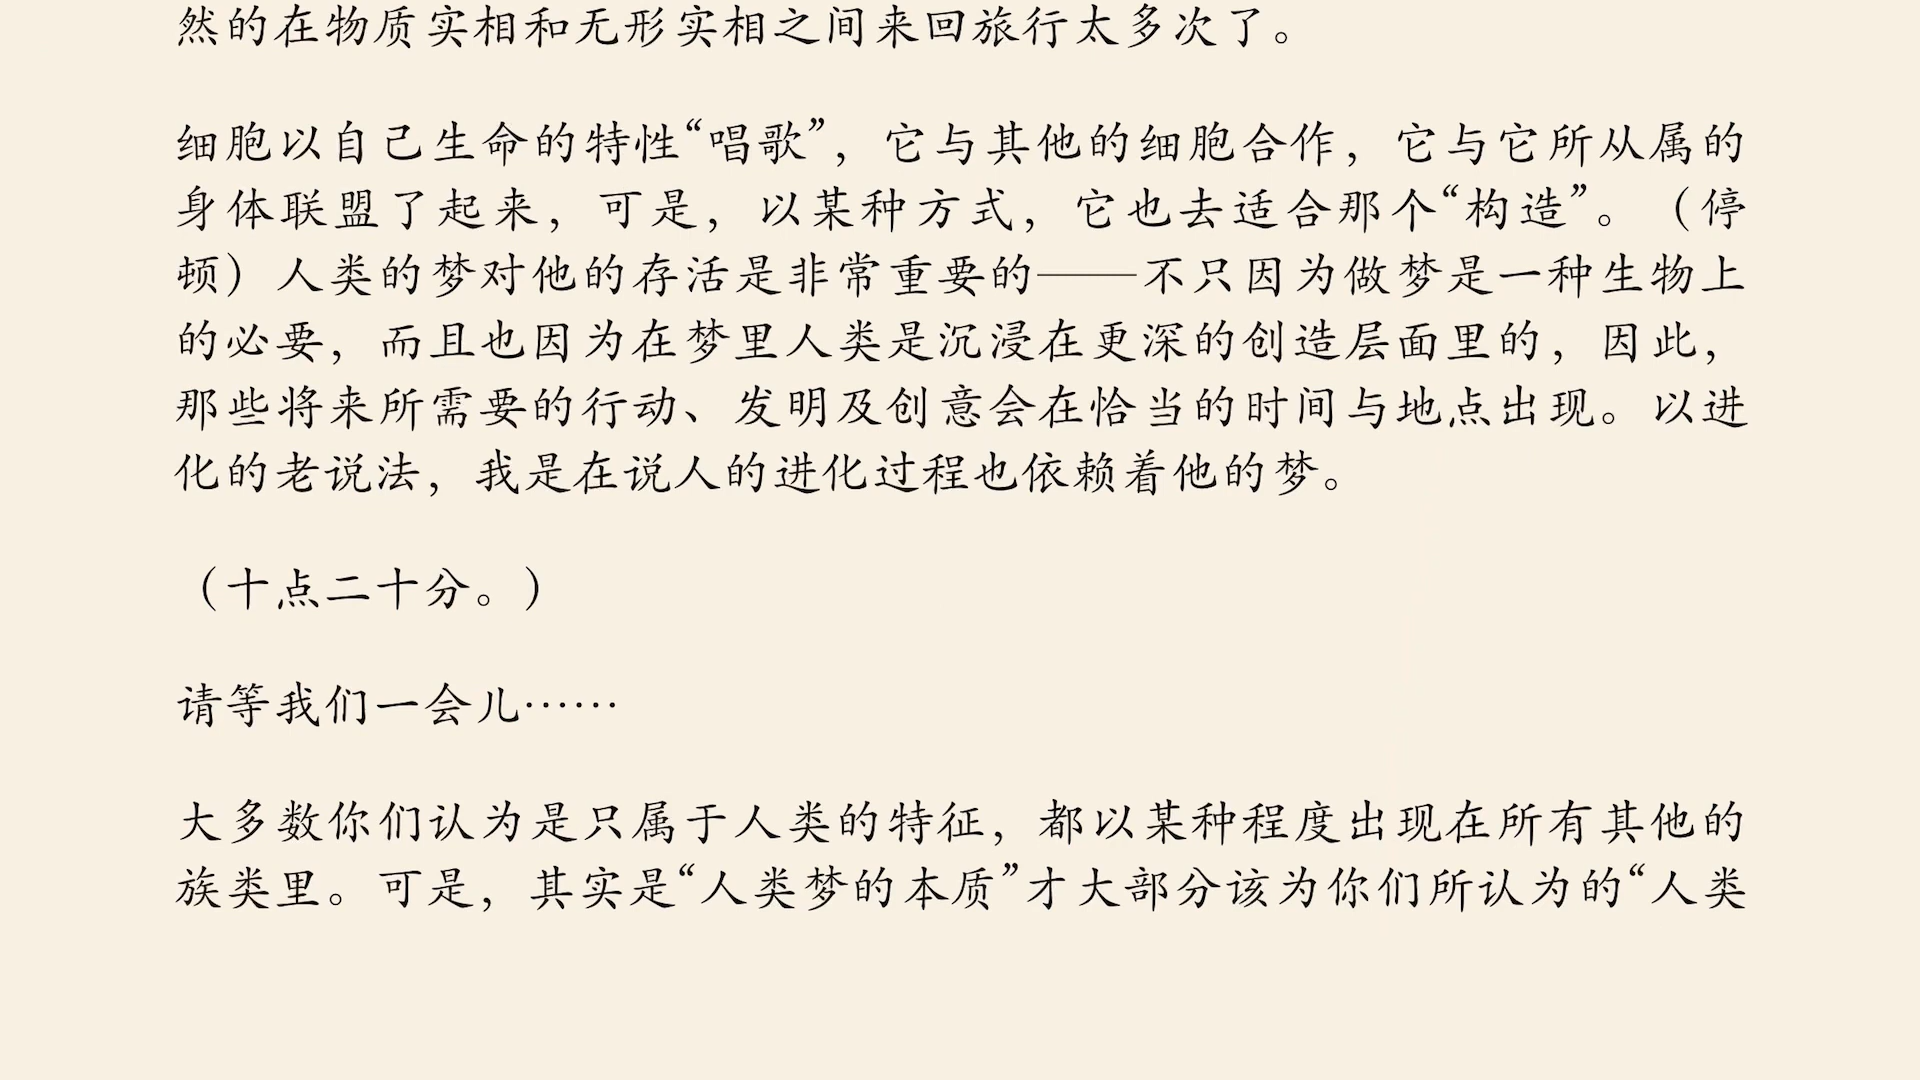 然的在物质实相和无形实相之间来回旅行太多次了。
细胞以自己生命的特性“唱歌”，它与其他的细胞合作，它与它所从属的
身体联盟了起来，可是，以某种方式，它也去适合那个“构造”。（停
顿）人类的梦对他的存活是非常重要的——不只因为做梦是一种生物上
的必要，而且也因为在梦里人类是沉浸在更深的创造层面里的，因此，
那些将来所需要的行动、发明及创意会在恰当的时间与地点出现。以进
化的老说法，我是在说人的进化过程也依赖着他的梦。
（十点二十分。）
请等我们一会儿……
大多数你们认为是只属于人类的特征，都以某种程度出现在所有其他的
族类里。可是，其实是“人类梦的本质”才大部分该为你们所认为的“人类